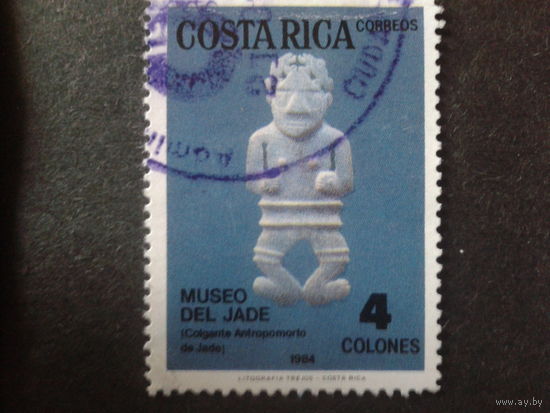 COSTA RICA
CORREOS
MUSEO
DEL JADE
(Colgante Antropomorfo
de Jade)
1984
4
COLONES
LITOGRAFIA TREJOS - COSTA RICA
www.ay.by